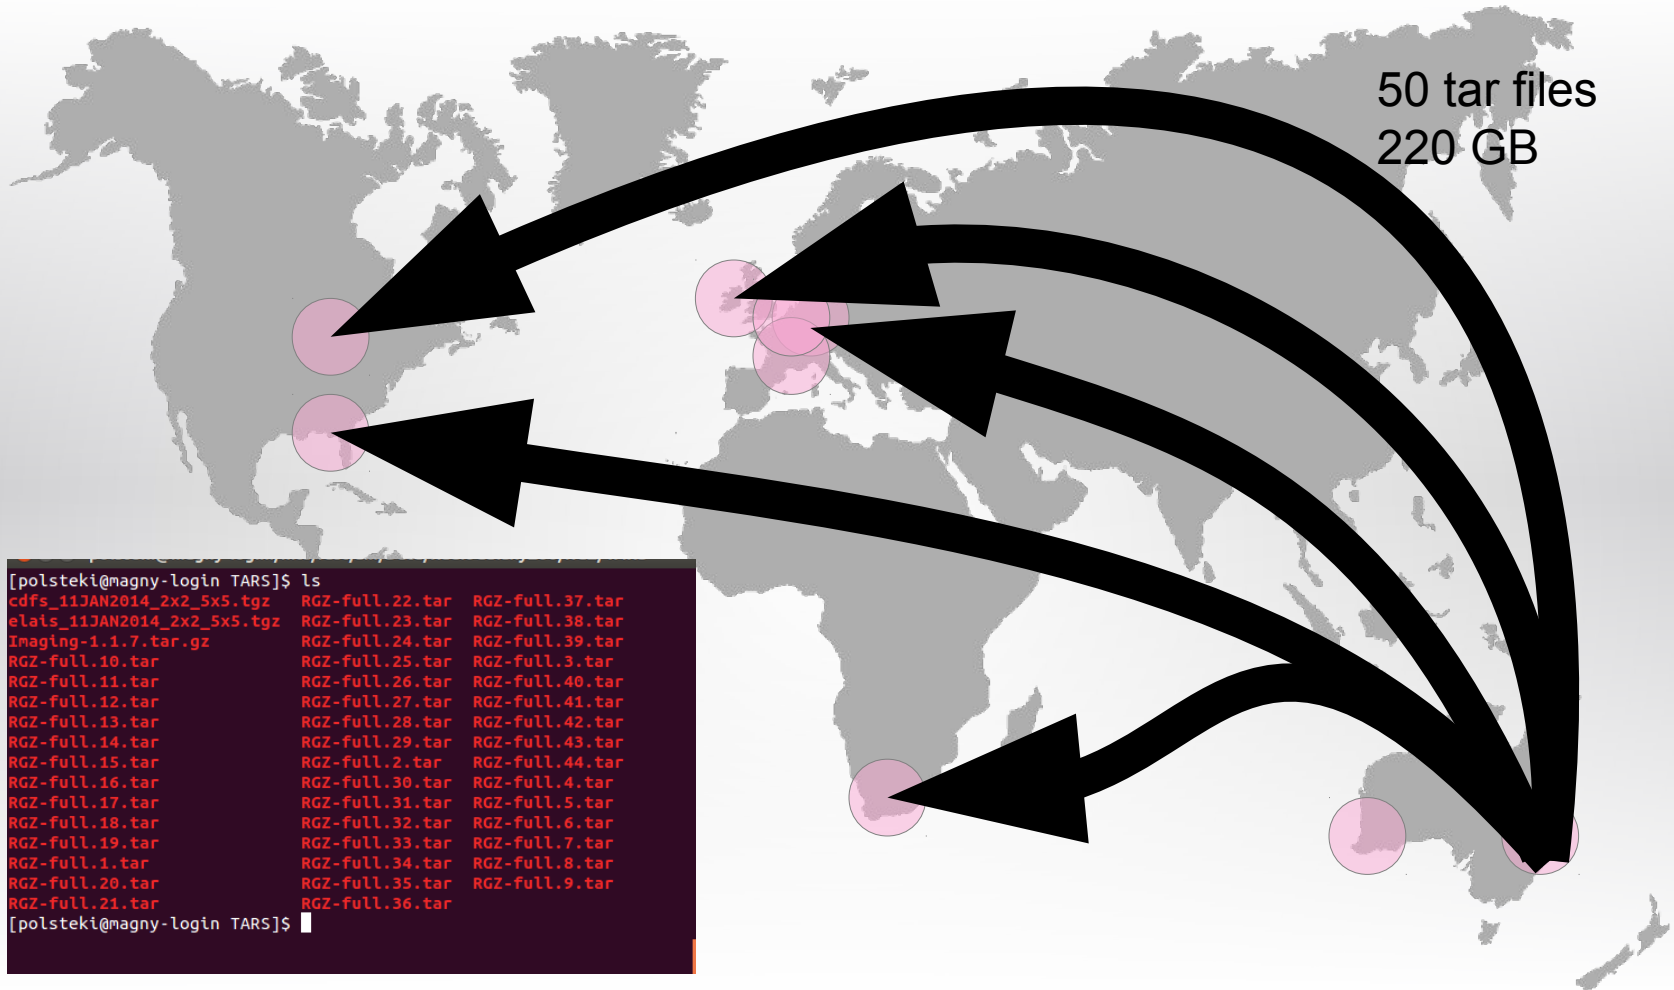 50 tar files
220 GB
[polsteki@magny-login TARS]$ ls
cdfs_11JAN2014_2x2_5x5.tgz RGZ-full.22.tar RGZ-full.37.tar
elais_11JAN2014_2x2_5x5.tgz RGZ-full.23.tar RGZ-full.38.tar
Imaging-1.1.7.tar.gz RGZ-full.24.tar RGZ-full.39.tar
RGZ-full.10.tar RGZ-full.25.tar RGZ-full.3.tar
RGZ-full.11.tar RGZ-full.26.tar RGZ-full.40.tar
RGZ-full.12.tar RGZ-full.27.tar RGZ-full.41.tar
RGZ-full.13.tar RGZ-full.28.tar RGZ-full.42.tar
RGZ-full.14.tar RGZ-full.29.tar RGZ-full.43.tar
RGZ-full.15.tar RGZ-full.2.tar RGZ-full.44.tar
RGZ-full.16.tar RGZ-full.30.tar RGZ-full.4.tar
RGZ-full.17.tar RGZ-full.31.tar RGZ-full.5.tar
RGZ-full.18.tar RGZ-full.32.tar RGZ-full.6.tar
RGZ-full.19.tar RGZ-full.33.tar RGZ-full.7.tar
RGZ-full.1.tar RGZ-full.34.tar RGZ-full.8.tar
RGZ-full.20.tar RGZ-full.35.tar RGZ-full.9.tar
RGZ-full.21.tar RGZ-full.36.tar
[polsteki@magny-login TARS]$